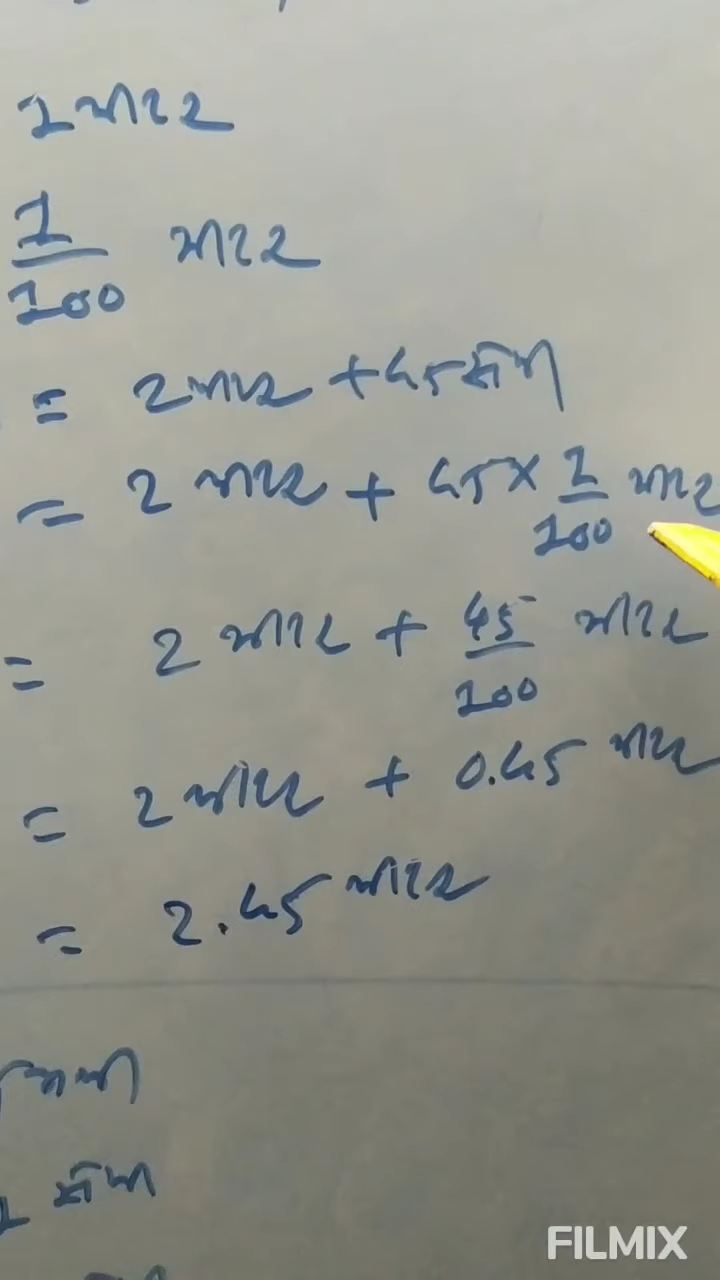 1 મીટર
1/100 મીટર
= 2 મીટર + 45 સેમી
= 2 મીટર + 45 × 1/100 મીટર
= 2 મીટર + 45/100 મીટર
= 2 મીટર + 0.45 મીટર
= 2.45 મીટર
સેમી
FILMIX